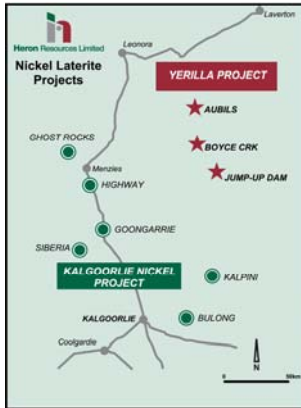 Laverton
Heron Resources Limited
Leonora
Nickel Laterite
Projects
YERILLA PROJECT
AUBILS
GHOST ROCKS
BOYCE CRK
Menzies
JUMP-UP DAM
HIGHWAY
GOONGARRIE
SIBERIA
KALGOORLIE NICKEL
PROJECT
KALPINI
KALGOORLIE
BULONG
Coolgardie
N
0 50km